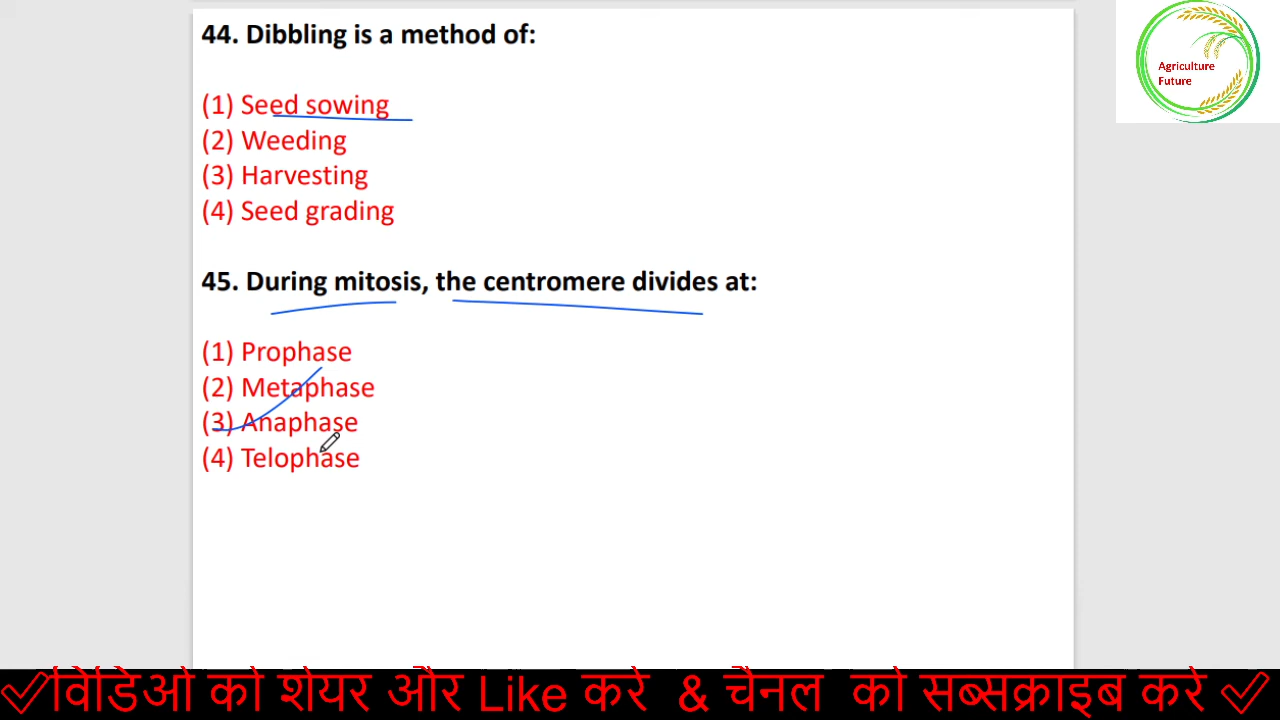 44. Dibbling is a method of:
(1) Seed sowing
(2) Weeding
(3) Harvesting
(4) Seed grading
45. During mitosis, the centromere divides at:
(1) Prophase
(2) Metaphase
(3) Anaphase
(4) Telophase
Agriculture
Future
✓विडिओ को शेयर और Like करे & चैनल को सब्सक्राइब करे ✓